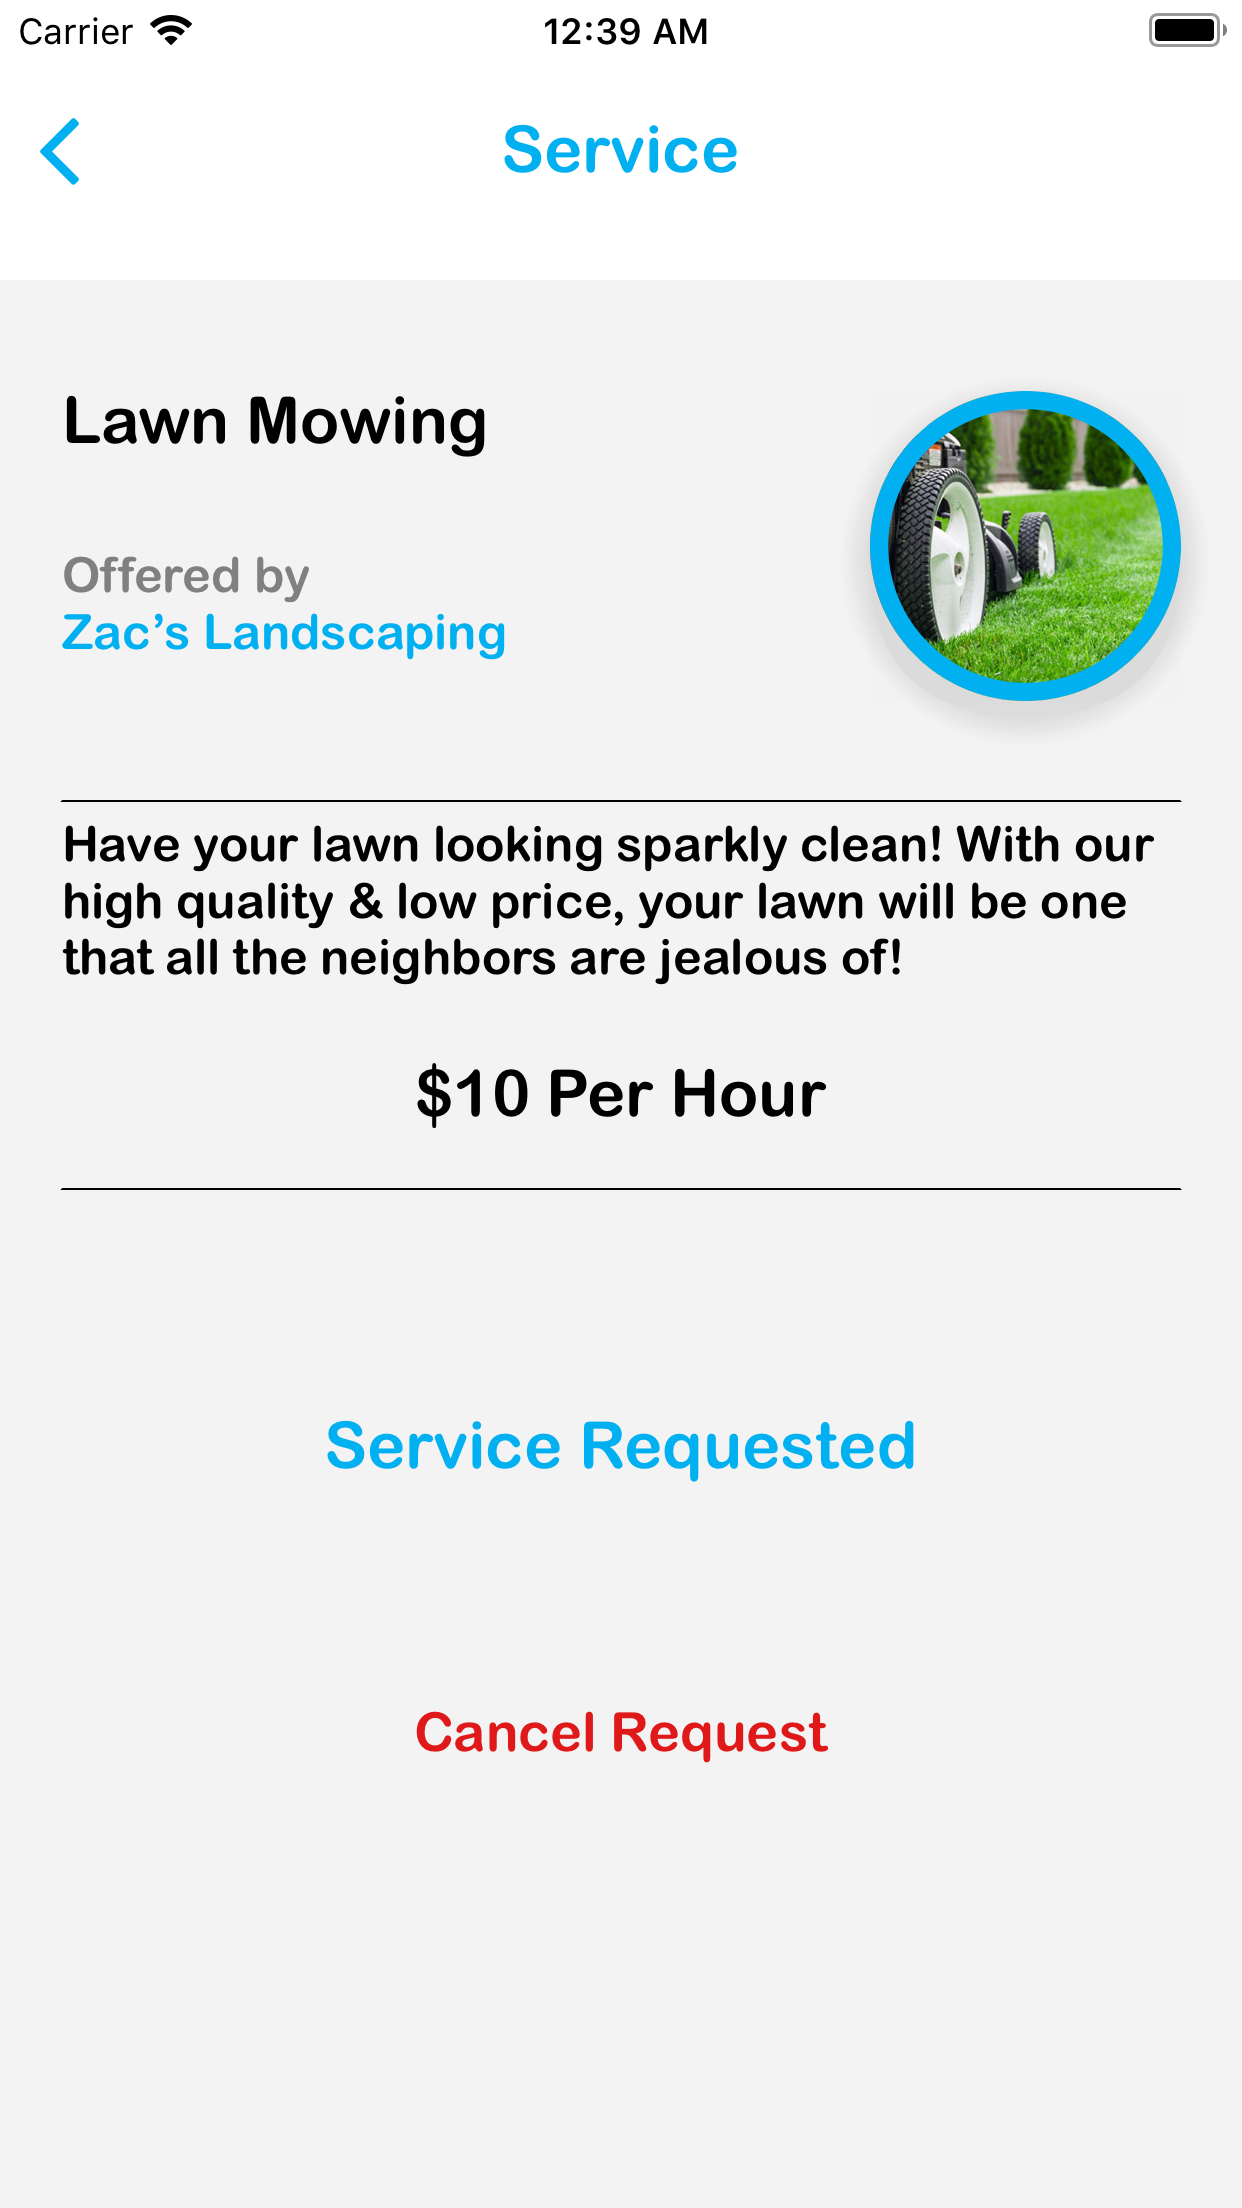 Carrier 12:39 AM
Service
Lawn Mowing
Offered by
Zac’s Landscaping
Have your lawn looking sparkly clean! With our
high quality & low price, your lawn will be one
that all the neighbors are jealous of!
$10 Per Hour
Service Requested
Cancel Request